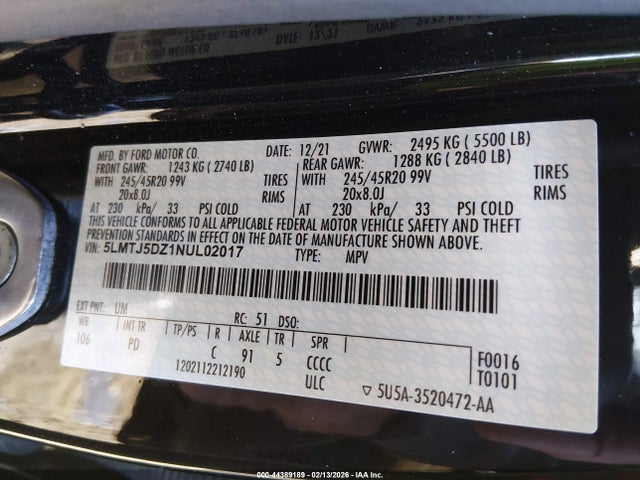 MFD. BY FORD MOTOR CO.
DATE: 12/21 GVWR: 2495 KG ( 5500 LB)
FRONT GAWR: 1243 KG ( 2740 LB) REAR GAWR: 1288 KG ( 2840 LB)
WITH 245/45R20 99V TIRES WITH 245/45R20 99V TIRES
20x8.0J RIMS 20x8.0J RIMS
AT 230 kPa/ 33 PSI COLD AT 230 kPa/ 33 PSI COLD
THIS VEHICLE CONFORMS TO ALL APPLICABLE FEDERAL MOTOR VEHICLE SAFETY AND THEFT
PREVENTION STANDARDS IN EFFECT ON THE DATE OF MANUFACTURE SHOWN ABOVE.
VIN: 5LMTJ5DZ1NUL02017 TYPE: MPV
EXT PNT: UM RC: 51 DSO:
WB INT TR TP/PS R AXLE TR SPR F0016
106 PD C 91 5 CCCC T0101
1202112212190 ULC
5U5A-3520472-AA
000-44389189 - 02/13/2026 - IAA Inc.